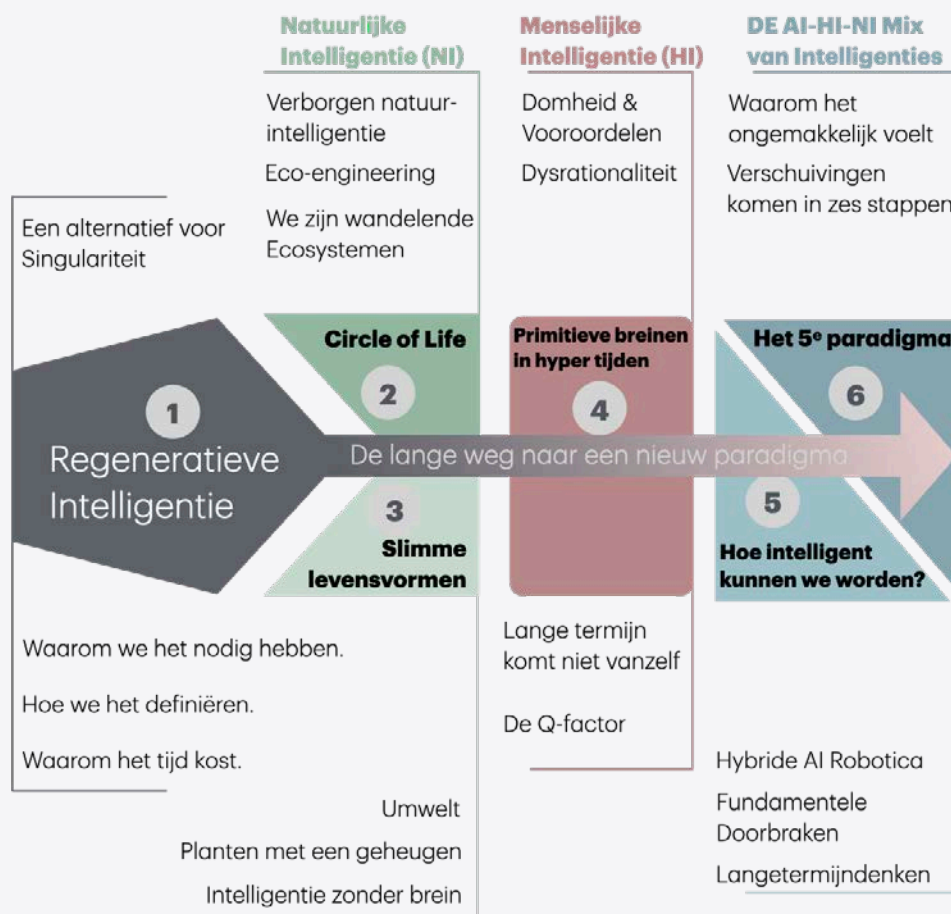 Natuurlijke
Intelligentie (NI)
Menselijke
Intelligentie (HI)
DE AI-HI-NI Mix
van Intelligenties
Verborgen natuur-
intelligentie
Eco-engineering
We zijn wandelende
Ecosystemen
Domheid &
Vooroordelen
Dysrationaliteit
Waarom het
ongemakkelijk voelt
Verschuivingen
komen in zes stappen
Een alternatief voor
Singulariteit
1
Regeneratieve
Intelligentie
Circle of Life
2
3
Slimme
levensvormen
De lange weg naar een nieuw paradigma
Primitieve breinen
in hyper tijden
4
Het 5e paradigma
6
5
Hoe intelligent
kunnen we worden?
Waarom we het nodig hebben.
Hoe we het definiëren.
Waarom het tijd kost.
Umwelt
Planten met een geheugen
Intelligentie zonder brein
Lange termijn
komt niet vanzelf
De Q-factor
Hybride AI Robotica
Fundamentele
Doorbraken
Langetermijndenken